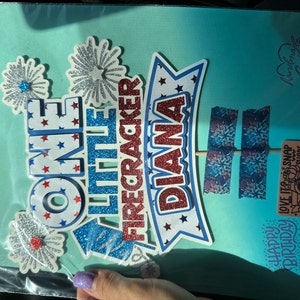 ONE
LITTLE
FIRECRACKER
DIANA
HAPPY
BIRTHDAY